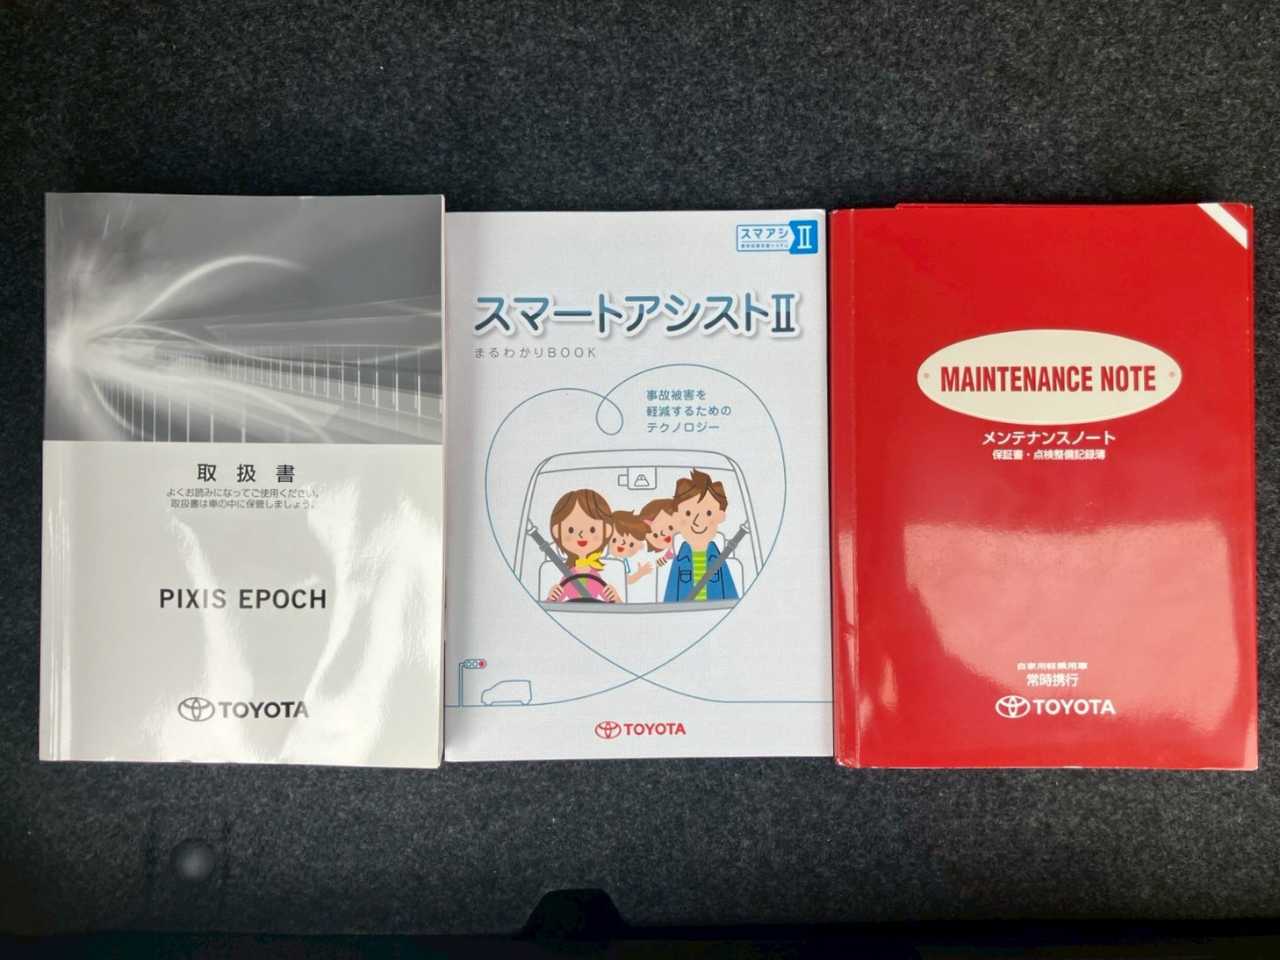 取扱書
よくお読みになってご使用ください。
取扱書は車の中に保管しましょう。
PIXIS EPOCH
TOYOTA
スマアシ II
スマートアシストII
まるわかりBOOK
事故被害を
軽減するための
テクノロジー
TOYOTA
MAINTENANCE NOTE
メンテナンスノート
保証書・点検整備記録簿
自家用軽乗用車
常時携行
TOYOTA